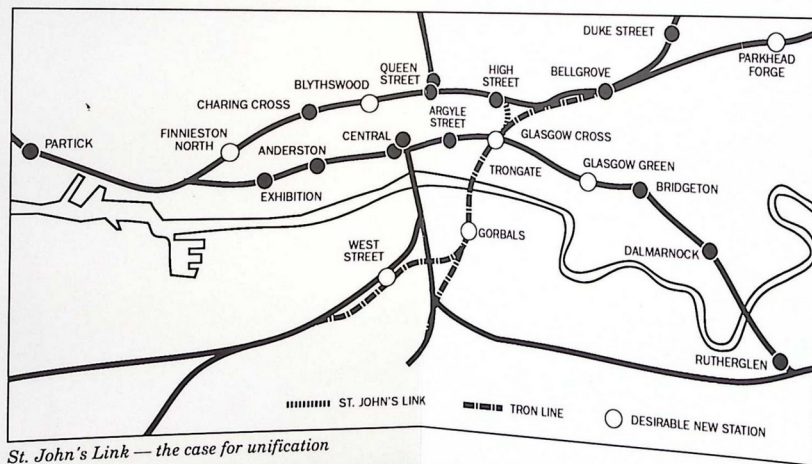 DUKE STREET
PARKHEAD
FORGE
QUEEN
STREET
HIGH
STREET
BELLGROVE
BLYTHSWOOD
CHARING CROSS
ARGYLE
STREET
PARTICK
FINNIESTON
NORTH
ANDERSTON
CENTRAL
GLASGOW CROSS
TRONGATE
GLASGOW GREEN
BRIDGETON
EXHIBITION
GORBALS
WEST
STREET
DALMARNOCK
RUTHERGLEN
ST. JOHN'S LINK
TRON LINE
DESIRABLE NEW STATION
St. John's Link — the case for unification